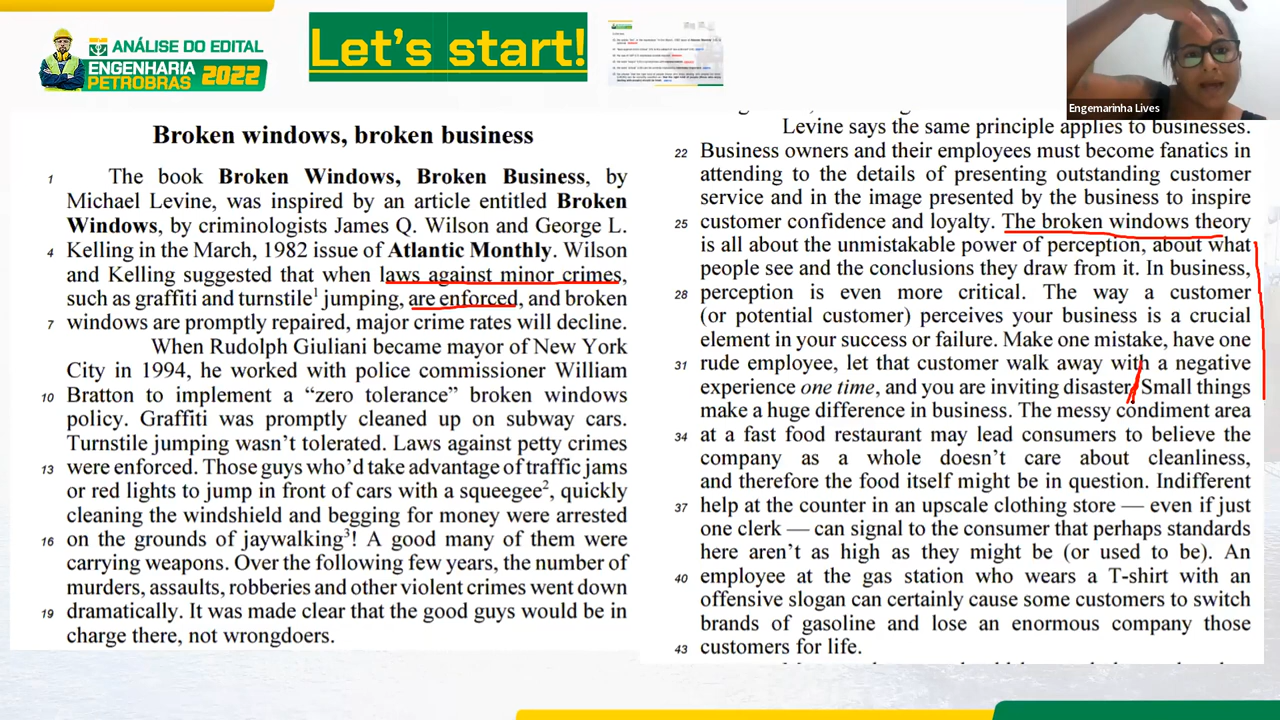 ANÁLISE DO EDITAL
ENGENHARIA
PETROBRAS 2022
Let's start!
Engemarinha Lives
Broken windows, broken business
1 The book Broken Windows, Broken Business, by
Michael Levine, was inspired by an article entitled Broken
Windows, by criminologists James Q. Wilson and George L.
4 Kelling in the March, 1982 issue of Atlantic Monthly. Wilson
and Kelling suggested that when laws against minor crimes,
such as graffiti and turnstile¹ jumping, are enforced, and broken
7 windows are promptly repaired, major crime rates will decline.
When Rudolph Giuliani became mayor of New York
City in 1994, he worked with police commissioner William
10 Bratton to implement a “zero tolerance” broken windows
policy. Graffiti was promptly cleaned up on subway cars.
Turnstile jumping wasn’t tolerated. Laws against petty crimes
13 were enforced. Those guys who’d take advantage of traffic jams
or red lights to jump in front of cars with a squeegee², quickly
cleaning the windshield and begging for money were arrested
16 on the grounds of jaywalking³! A good many of them were
carrying weapons. Over the following few years, the number of
murders, assaults, robberies and other violent crimes went down
19 dramatically. It was made clear that the good guys would be in
charge there, not wrongdoers.
Levine says the same principle applies to businesses.
22 Business owners and their employees must become fanatics in
attending to the details of presenting outstanding customer
service and in the image presented by the business to inspire
25 customer confidence and loyalty. The broken windows theory
is all about the unmistakable power of perception, about what
people see and the conclusions they draw from it. In business,
28 perception is even more critical. The way a customer
(or potential customer) perceives your business is a crucial
element in your success or failure. Make one mistake, have one
31 rude employee, let that customer walk away with a negative
experience one time, and you are inviting disaster. Small things
make a huge difference in business. The messy condiment area
34 at a fast food restaurant may lead consumers to believe the
company as a whole doesn’t care about cleanliness,
and therefore the food itself might be in question. Indifferent
37 help at the counter in an upscale clothing store — even if just
one clerk — can signal to the consumer that perhaps standards
here aren’t as high as they might be (or used to be). An
40 employee at the gas station who wears a T-shirt with an
offensive slogan can certainly cause some customers to switch
brands of gasoline and lose an enormous company those
43 customers for life.